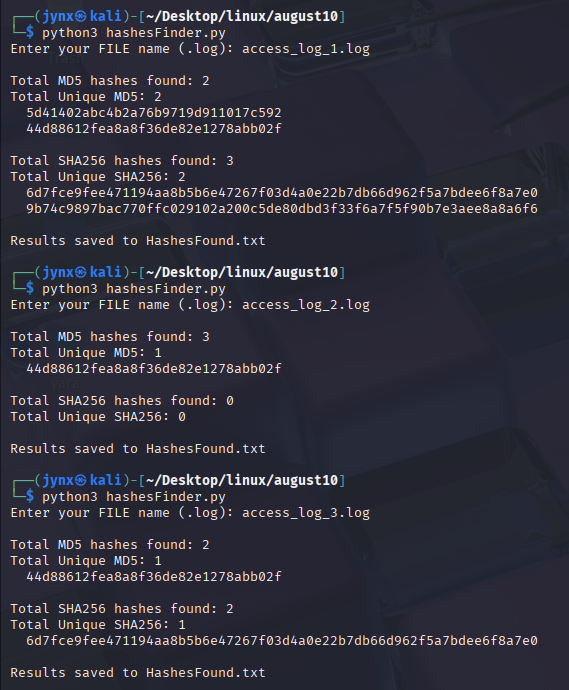 ┌──(jynx㉿kali)-[~/Desktop/linux/august10]
└─$ python3 hashesFinder.py
Enter your FILE name (.log): access_log_1.log
Total MD5 hashes found: 2
Total Unique MD5: 2
5d41402abc4b2a76b9719d911017c592
44d88612fea8a8f36de82e1278abb02f
Total SHA256 hashes found: 3
Total Unique SHA256: 2
6d7fce9fee471194aa8b5b6e47267f03d4a0e22b7db66d962f5a7bdee6f8a7e0
9b74c9897bac770ffc029102a200c5de80dbd3f33f6a7f5f90b7e3aee8a8a6f6
Results saved to HashesFound.txt
┌──(jynx㉿kali)-[~/Desktop/linux/august10]
└─$ python3 hashesFinder.py
Enter your FILE name (.log): access_log_2.log
Total MD5 hashes found: 3
Total Unique MD5: 1
44d88612fea8a8f36de82e1278abb02f
Total SHA256 hashes found: 0
Total Unique SHA256: 0
Results saved to HashesFound.txt
┌──(jynx㉿kali)-[~/Desktop/linux/august10]
└─$ python3 hashesFinder.py
Enter your FILE name (.log): access_log_3.log
Total MD5 hashes found: 2
Total Unique MD5: 1
44d88612fea8a8f36de82e1278abb02f
Total SHA256 hashes found: 2
Total Unique SHA256: 1
6d7fce9fee471194aa8b5b6e47267f03d4a0e22b7db66d962f5a7bdee6f8a7e0
Results saved to HashesFound.txt